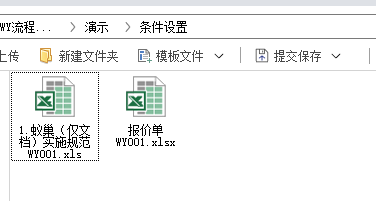 WY流程... > 演示 > 条件设置
上传 新建文件夹 模板文件 提交保存
1.蚁巢（仅文
档）实施规范
WY001.xls
报价单
WY001.xlsx